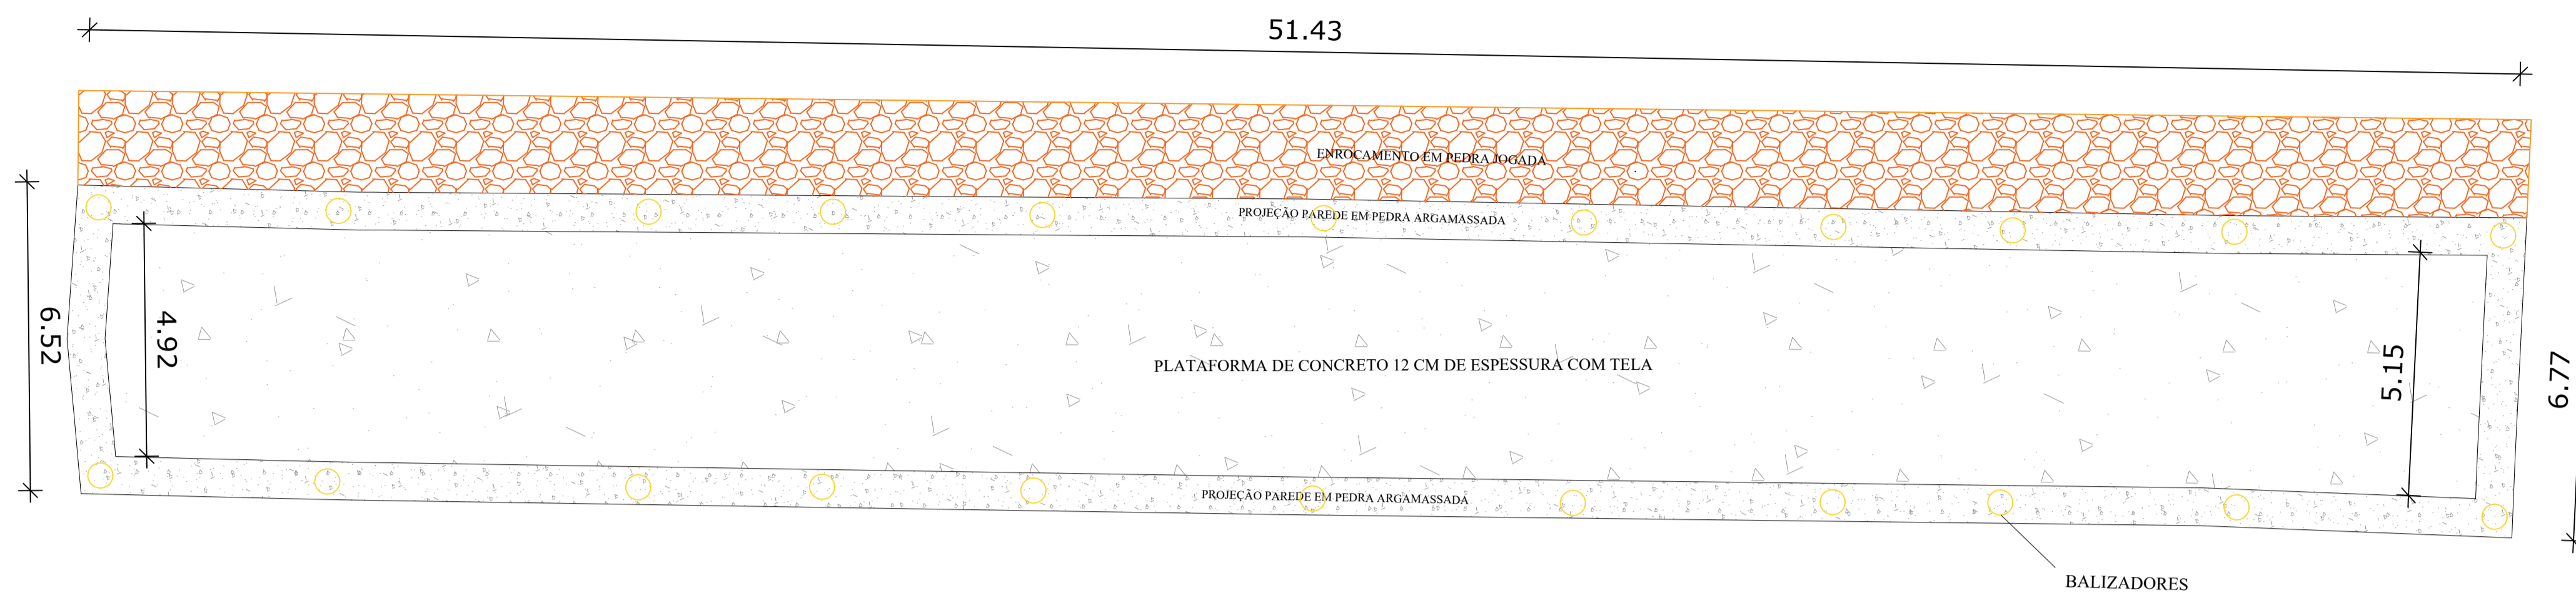 51.43
ENROCAMENTO EM PEDRA JOGADA
PROJEÇÃO PAREDE EM PEDRA ARGAMASSADA
6.52
4.92
PLATAFORMA DE CONCRETO 12 CM DE ESPESSURA COM TELA
5.15
6.77
PROJEÇÃO PAREDE EM PEDRA ARGAMASSADA
BALIZADORES